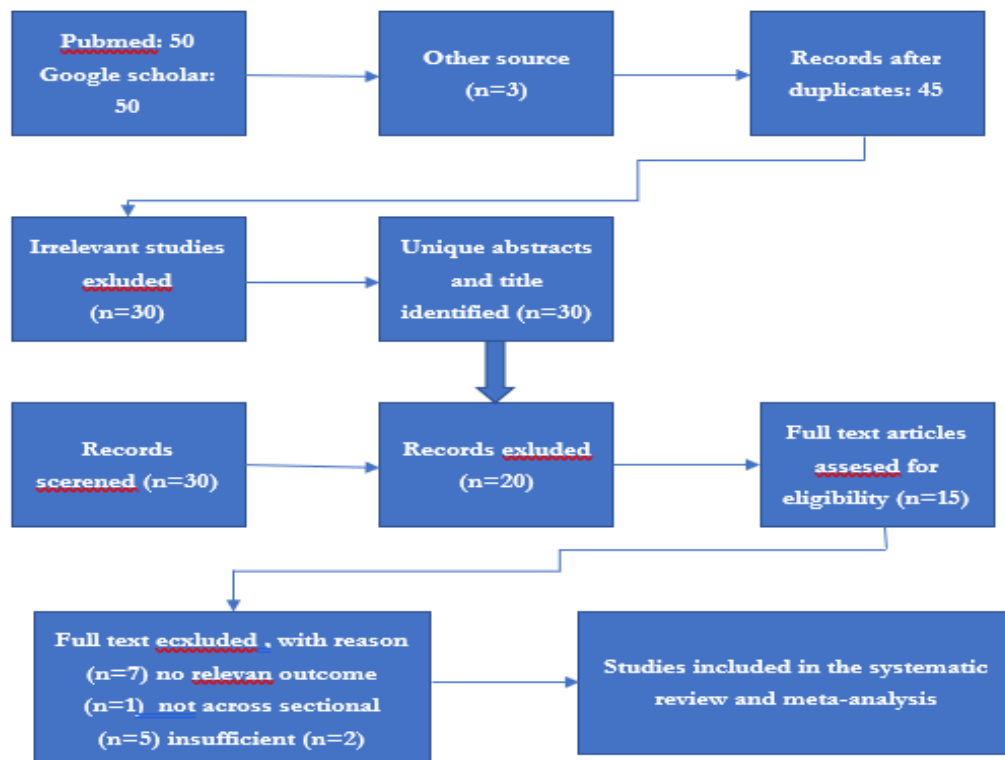 Pubmed: 50
Google scholar:
50
Other source
(n=3)
Records after
duplicates: 45
Irrelevant studies
exluded
(n=30)
Unique abstracts
and title
identified (n=30)
Records
scerened (n=30)
Records exluded
(n=20)
Full text articles
assesed for
eligibility (n=15)
Full text ecxluded , with reason
(n=7) no relevan outcome
(n=1)  not across sectional
(n=5) insufficient (n=2)
Studies included in the systematic
review and meta-analysis